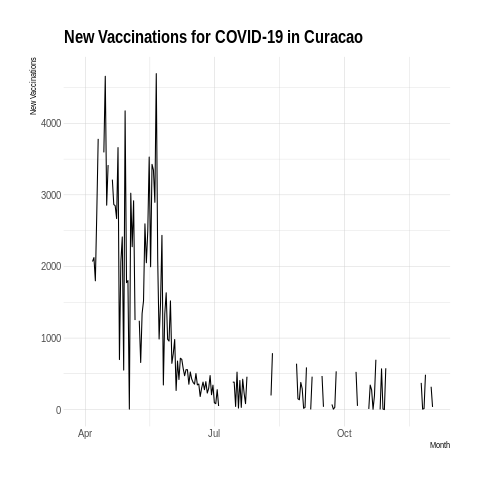 New Vaccinations for COVID-19 in Curacao
New Vaccinations
4000
3000
2000
1000
0
Apr
Jul
Oct
Month